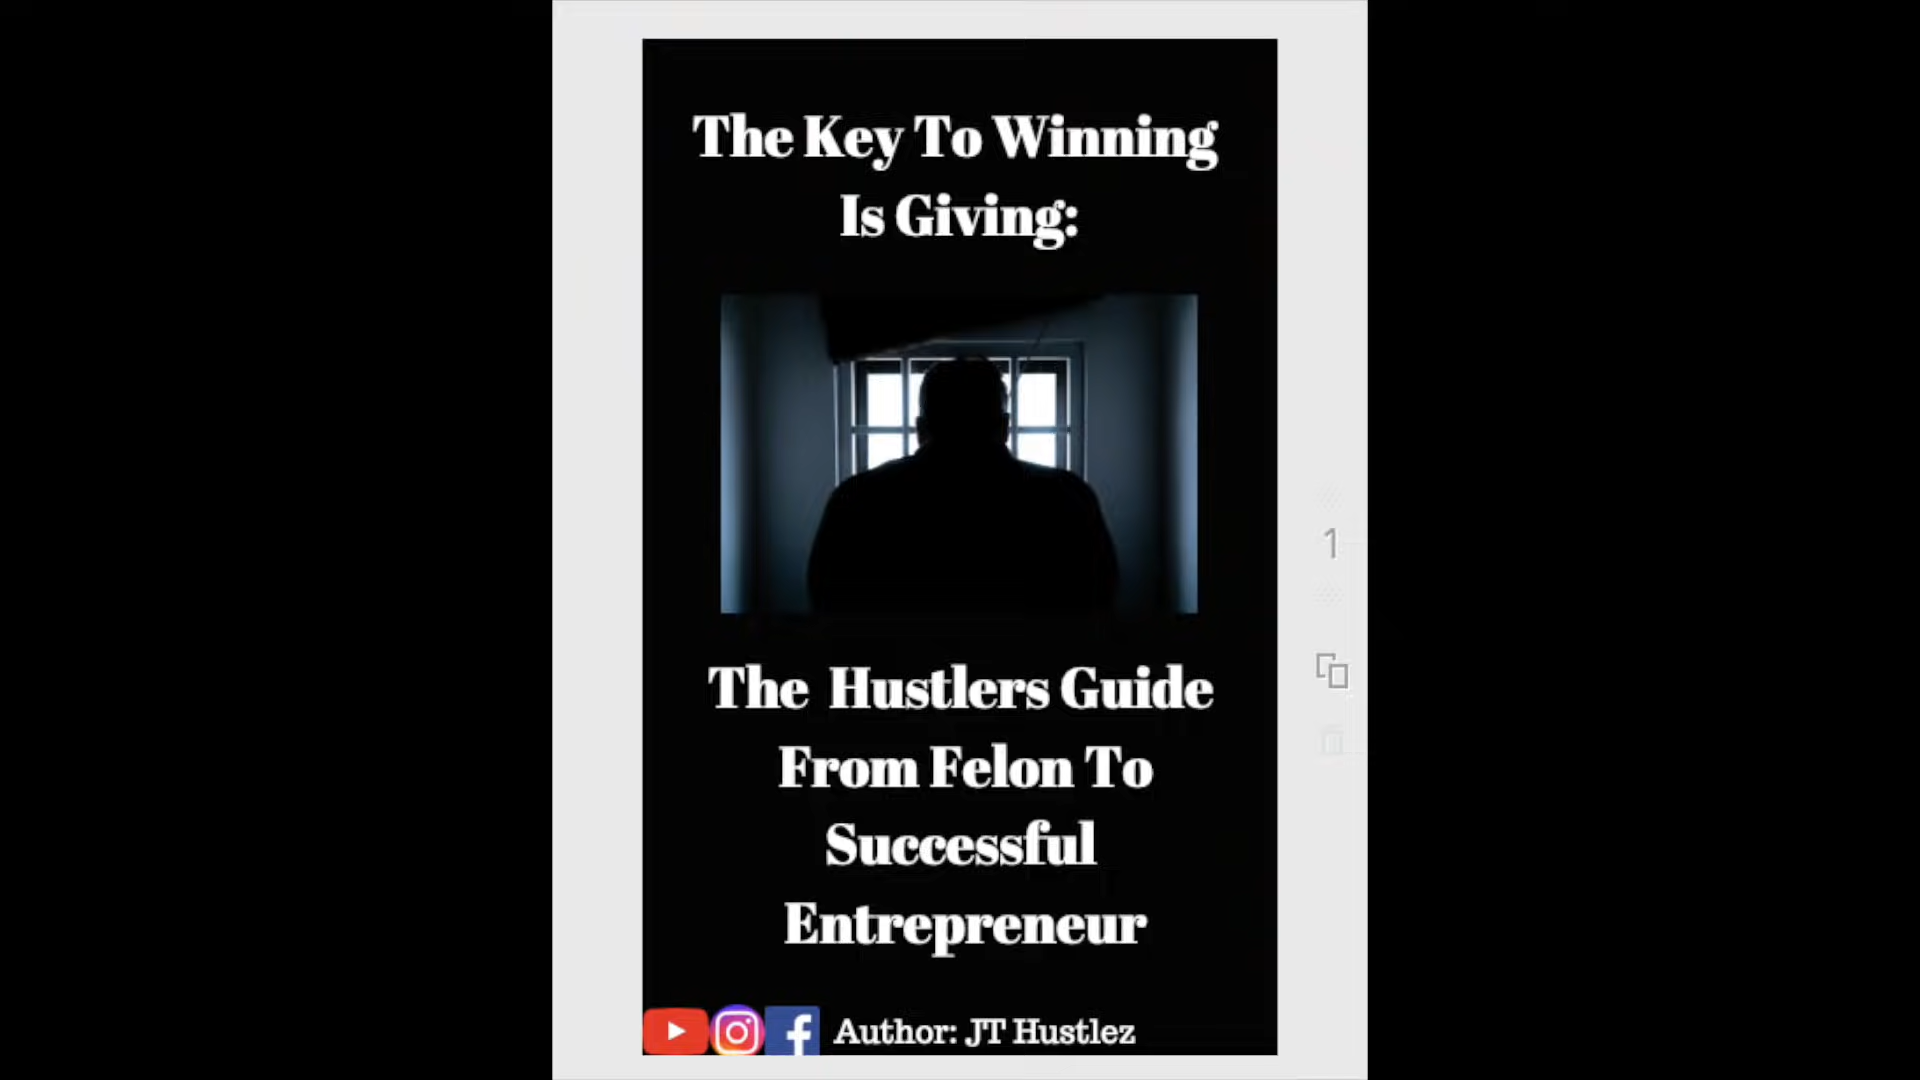 The Key To Winning
Is Giving:
The Hustlers Guide
From Felon To
Successful
Entrepreneur
Author: JT Hustlez
1